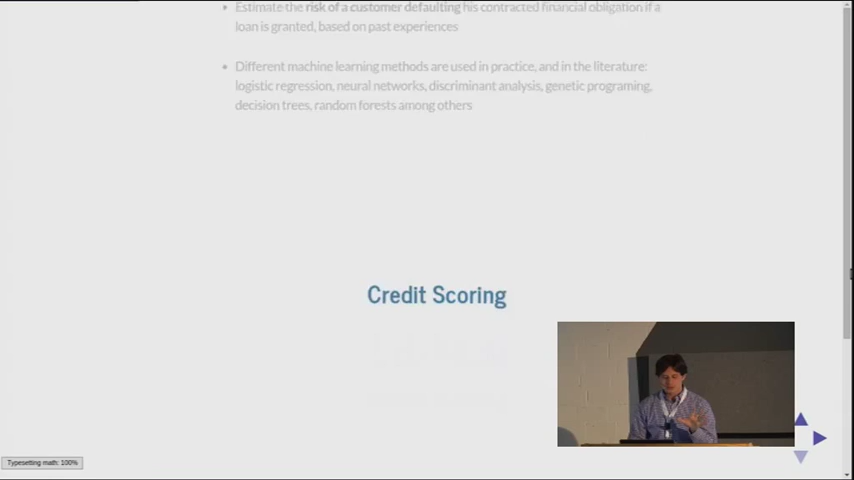 Estimate the risk of a customer defaulting his contracted financial obligation if a
loan is granted, based on past experiences
Different machine learning methods are used in practice, and in the literature:
logistic regression, neural networks, discriminant analysis, genetic programing,
decision trees, random forests among others
Credit Scoring
Typesetting math: 100%